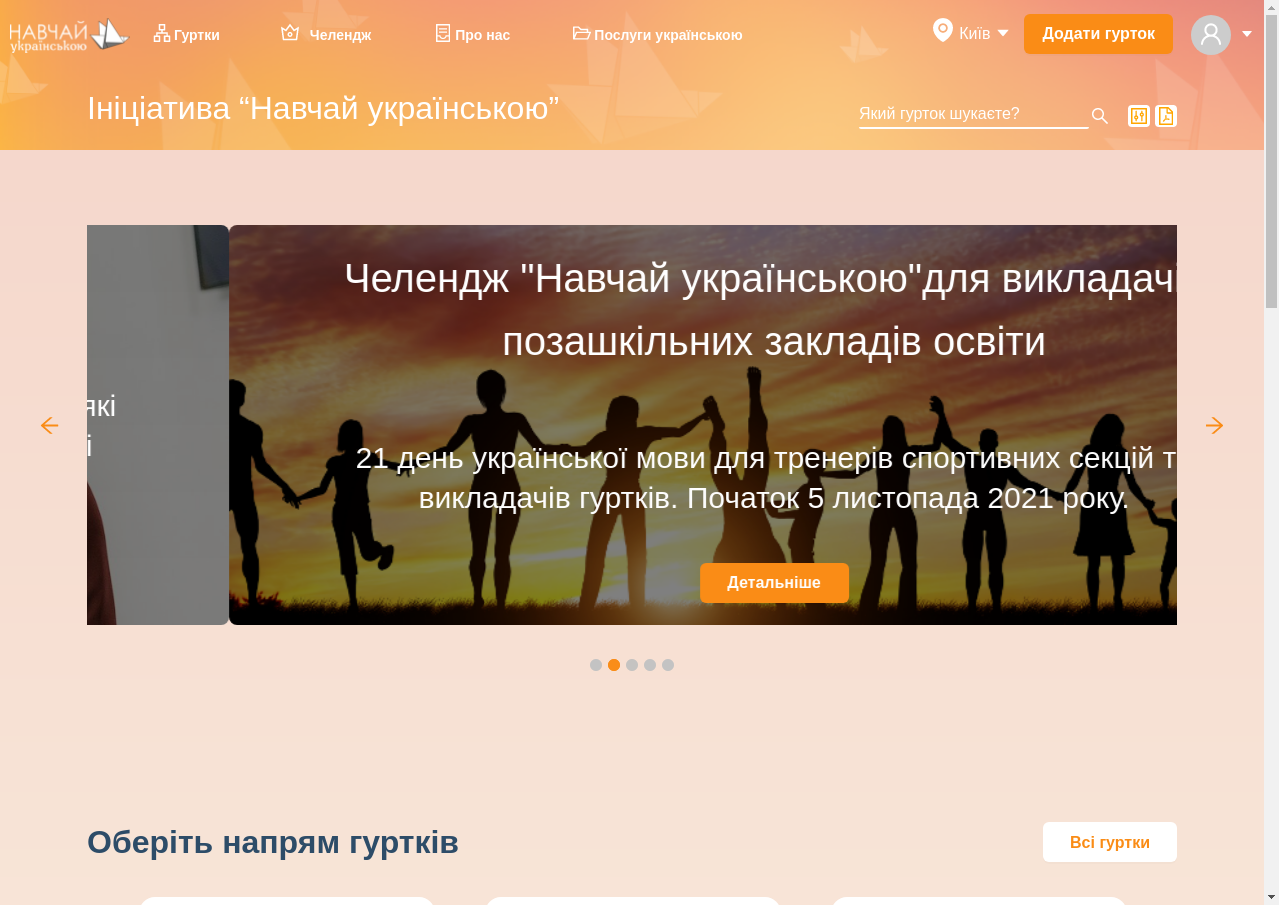 НАВЧАЙ
українською
Гуртки
Челендж
Про нас
Послуги українською
Київ
Додати гурток
Ініціатива “Навчай українською”
Який гурток шукаєте?
які
і
Челендж "Навчай українською"для викладачі
позашкільних закладів освіти
21 день української мови для тренерів спортивних секцій т
викладачів гуртків. Початок 5 листопада 2021 року.
Детальніше
Оберіть напрям гуртків
Всі гуртки